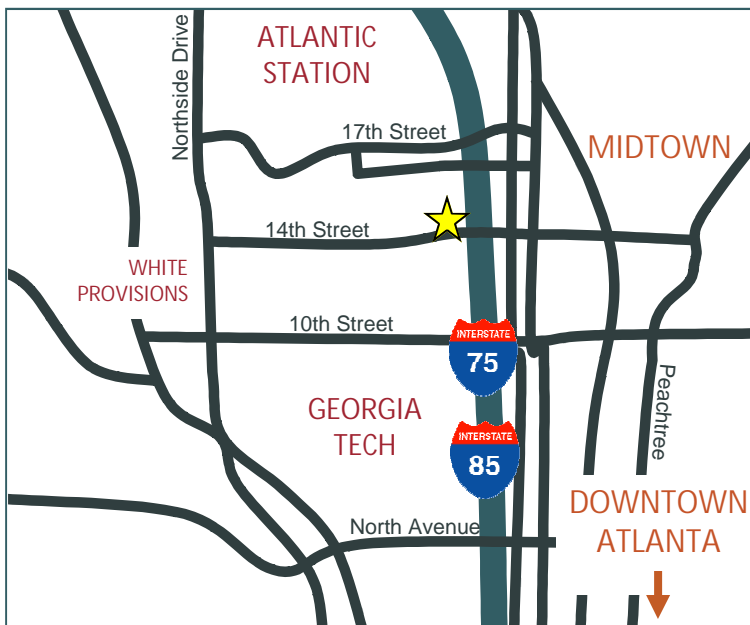 ATLANTIC
STATION
Northside Drive
17th Street
MIDTOWN
14th Street
WHITE
PROVISIONS
10th Street
INTERSTATE
75
Peachtree
GEORGIA
TECH
INTERSTATE
85
DOWNTOWN
ATLANTA
North Avenue